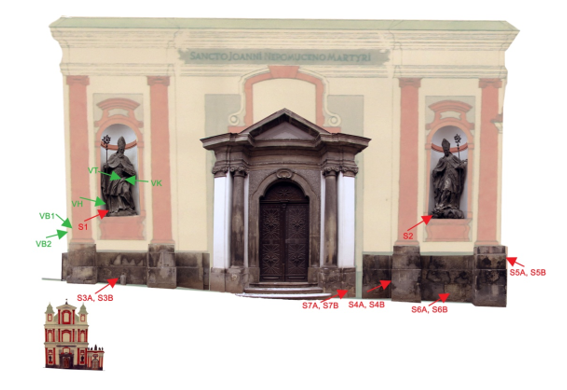 SANCTO JOANNI NEPOMUCENO MARTYRI
VT
VK
VH
VB1
S1
VB2
S2
S5A, S5B
S3A, S3B
S7A, S7B
S4A, S4B
S6A, S6B